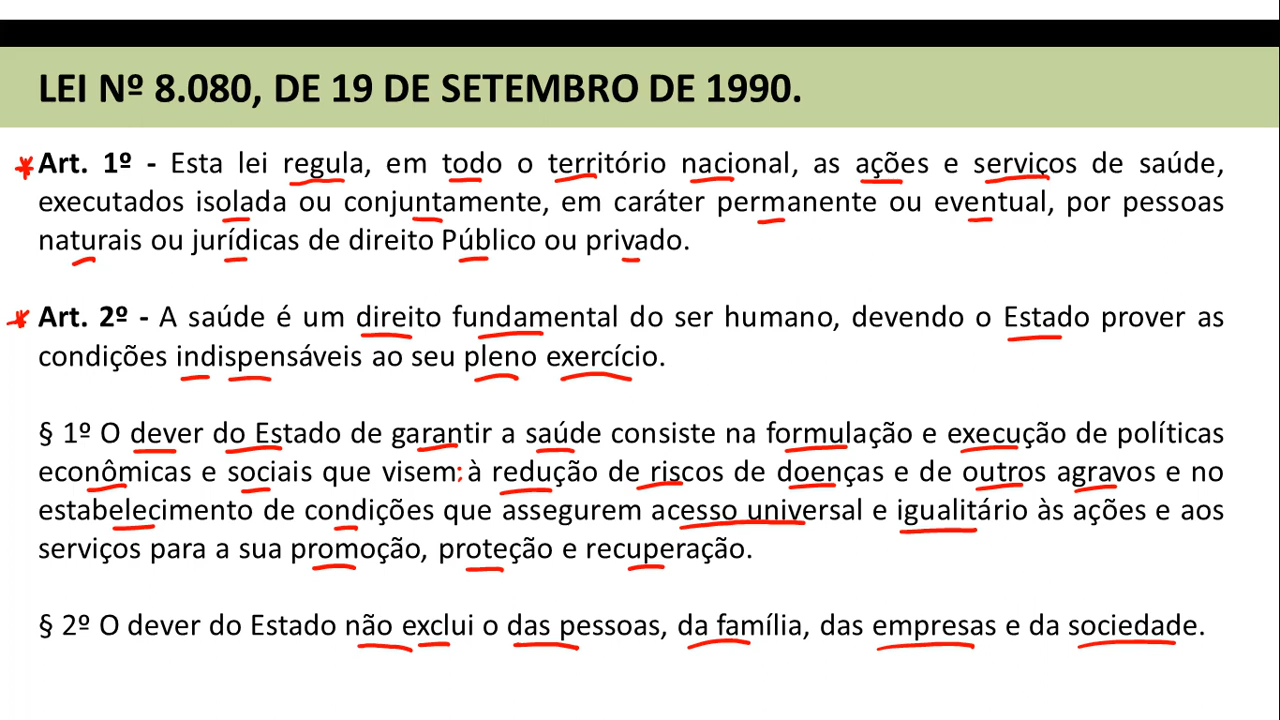 LEI Nº 8.080, DE 19 DE SETEMBRO DE 1990.
Art. 1º - Esta lei regula, em todo o território nacional, as ações e serviços de saúde,
executados isolada ou conjuntamente, em caráter permanente ou eventual, por pessoas
naturais ou jurídicas de direito Público ou privado.
Art. 2º - A saúde é um direito fundamental do ser humano, devendo o Estado prover as
condições indispensáveis ao seu pleno exercício.
§ 1º O dever do Estado de garantir a saúde consiste na formulação e execução de políticas
econômicas e sociais que visem: à redução de riscos de doenças e de outros agravos e no
estabelecimento de condições que assegurem acesso universal e igualitário às ações e aos
serviços para a sua promoção, proteção e recuperação.
§ 2º O dever do Estado não exclui o das pessoas, da família, das empresas e da sociedade.